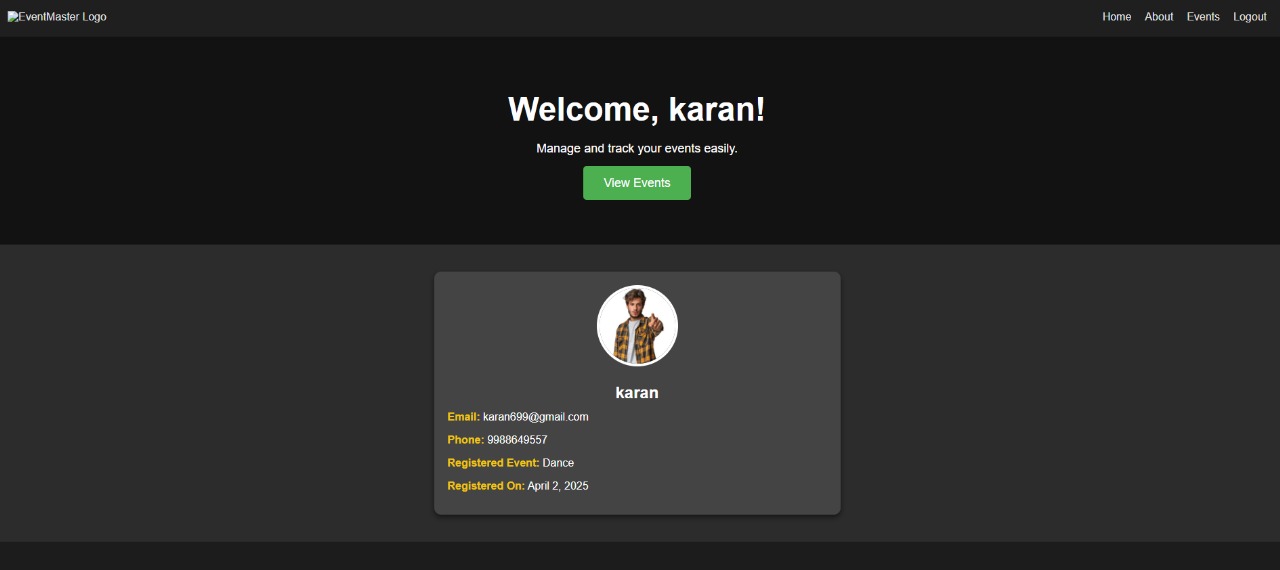 EventMaster Logo
Home About Events Logout
Welcome, karan!
Manage and track your events easily.
View Events
karan
Email: karan699@gmail.com
Phone: 9988649557
Registered Event: Dance
Registered On: April 2, 2025